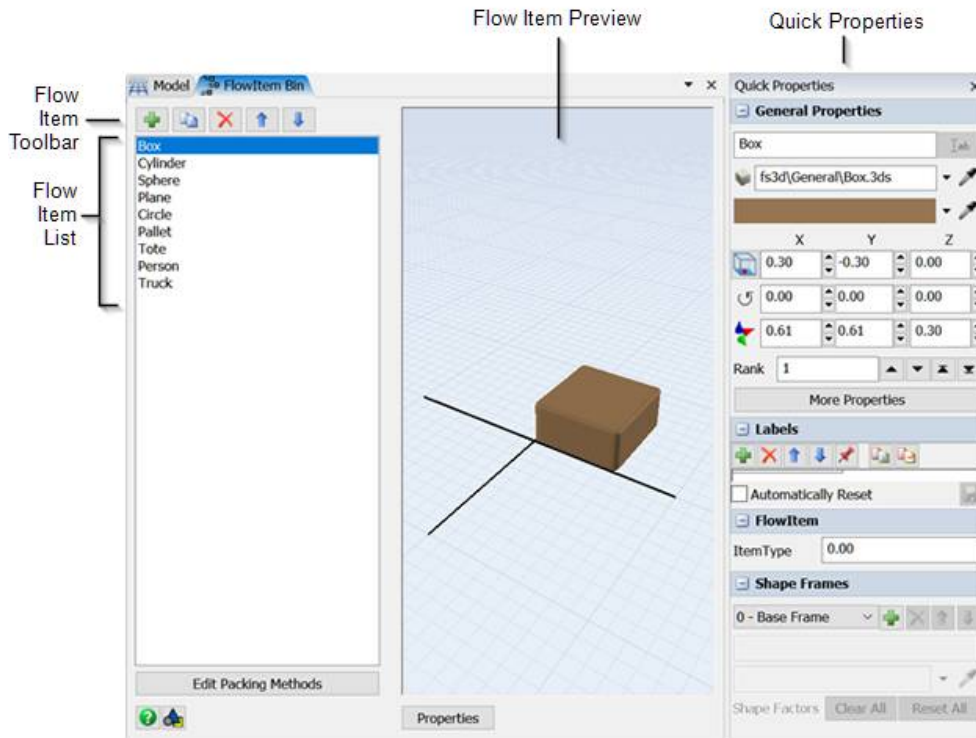 Flow Item Preview
Quick Properties
Flow
Item
Toolbar
Flow
Item
List
Model
FlowItem Bin
Box
Cylinder
Sphere
Plane
Circle
Pallet
Tote
Person
Truck
Edit Packing Methods
Properties
Quick Properties
General Properties
Box
fs3d\General\Box.3ds
X Y Z
0.30 -0.30 0.00
0.00 0.00 0.00
0.61 0.61 0.30
Rank 1
More Properties
Labels
Automatically Reset
FlowItem
ItemType 0.00
Shape Frames
0 - Base Frame
Shape Factors Clear All Reset All